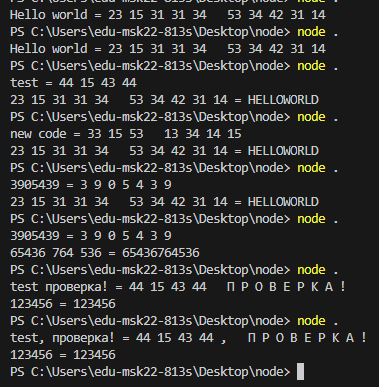 Hello world = 23 15 31 31 34   53 34 42 31 14
PS C:\Users\edu-msk22-813s\Desktop\node> node .
Hello world = 23 15 31 31 34   53 34 42 31 14
PS C:\Users\edu-msk22-813s\Desktop\node> node .
test = 44 15 43 44
23 15 31 31 34   53 34 42 31 14 = HELLOWORLD
PS C:\Users\edu-msk22-813s\Desktop\node> node .
new code = 33 15 53   13 34 14 15
23 15 31 31 34   53 34 42 31 14 = HELLOWORLD
PS C:\Users\edu-msk22-813s\Desktop\node> node .
3905439 = 3 9 0 5 4 3 9
23 15 31 31 34   53 34 42 31 14 = HELLOWORLD
PS C:\Users\edu-msk22-813s\Desktop\node> node .
3905439 = 3 9 0 5 4 3 9
65436 764 536 = 65436764536
PS C:\Users\edu-msk22-813s\Desktop\node> node .
test проверка! = 44 15 43 44   П Р О В Е Р К А !
123456 = 123456
PS C:\Users\edu-msk22-813s\Desktop\node> node .
test, проверка! = 44 15 43 44 ,   П Р О В Е Р К А !
123456 = 123456
PS C:\Users\edu-msk22-813s\Desktop\node>